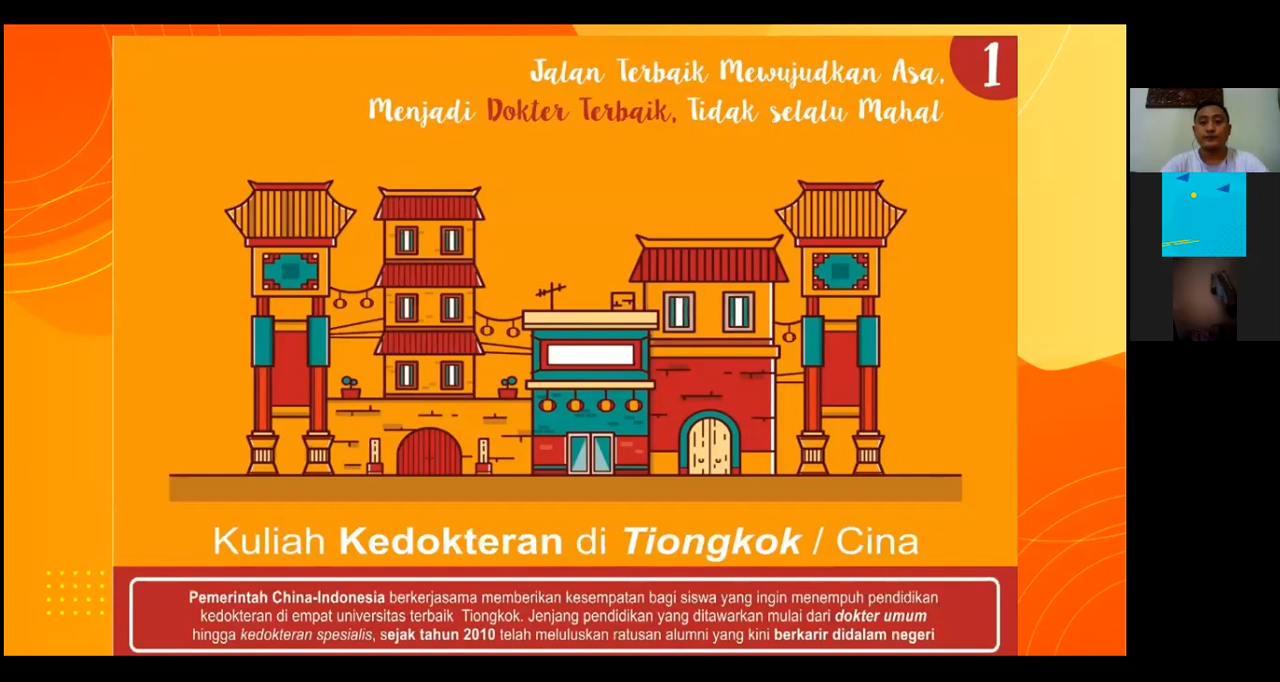 1
Jalan Terbaik Mewujudkan Asa,
Menjadi Dokter Terbaik, Tidak selalu Mahal
Kuliah Kedokteran di Tiongkok / Cina
Pemerintah China-Indonesia berkerjasama memberikan kesempatan bagi siswa yang ingin menempuh pendidikan
kedokteran di empat universitas terbaik Tiongkok. Jenjang pendidikan yang ditawarkan mulai dari dokter umum
hingga kedokteran spesialis, sejak tahun 2010 telah meluluskan ratusan alumni yang kini berkarir didalam negeri